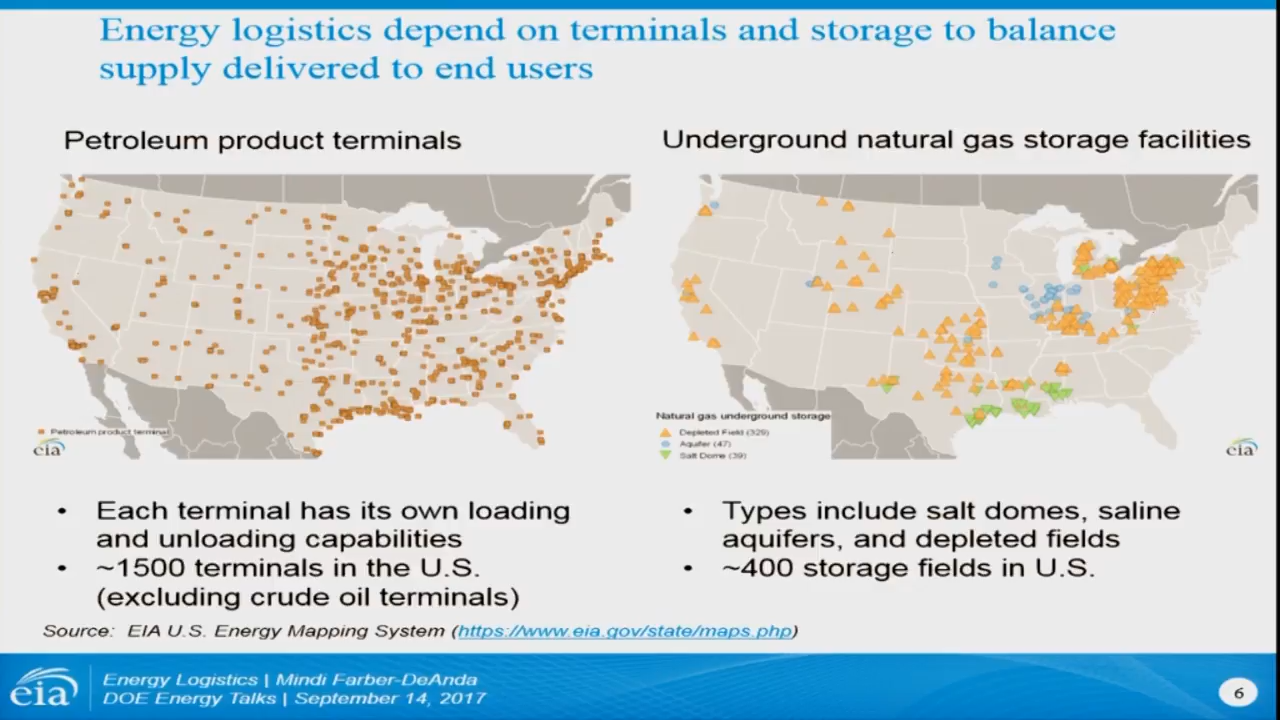 Energy logistics depend on terminals and storage to balance
supply delivered to end users
Petroleum product terminals
Underground natural gas storage facilities
Petroleum product terminal
eia
Natural gas underground storage
Depleted Field (329)
Aquifer (47)
Salt Dome (39)
eia
• Each terminal has its own loading
and unloading capabilities
• ~1500 terminals in the U.S.
(excluding crude oil terminals)
• Types include salt domes, saline
aquifers, and depleted fields
• ~400 storage fields in U.S.
Source: EIA U.S. Energy Mapping System (https://www.eia.gov/state/maps.php)
eia
Energy Logistics | Mindi Farber-DeAnda
DOE Energy Talks | September 14, 2017
6